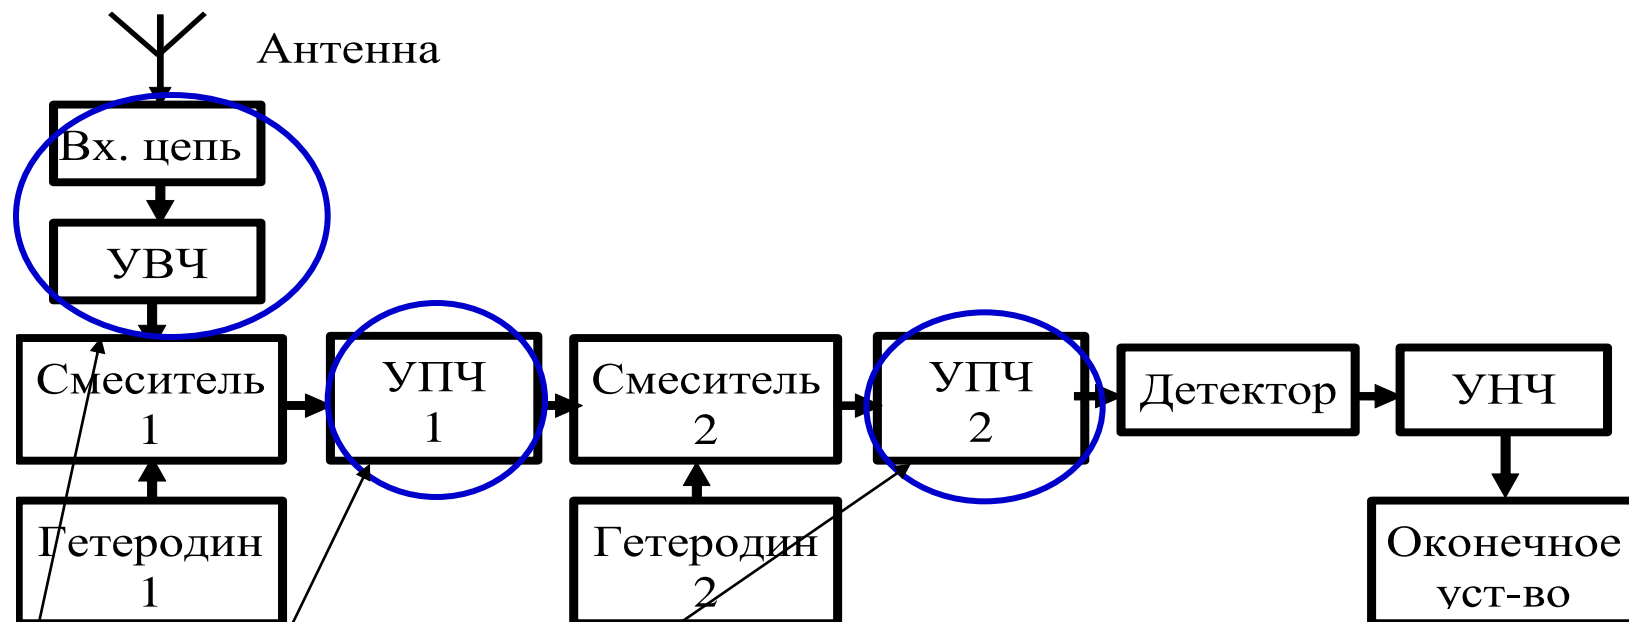 Антенна
Вх. цепь
УВЧ
Смеситель
1
УПЧ
1
Смеситель
2
УПЧ
2
Детектор
УНЧ
Гетеродин
1
Гетеродин
2
Оконечное
уст-во